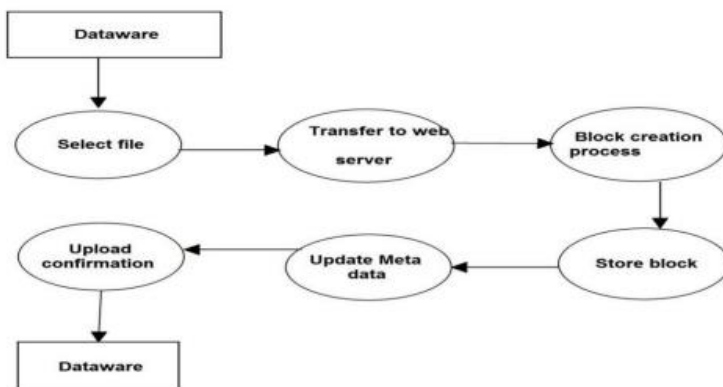 Dataware
Select file
Transfer to web
server
Block creation
process
Store block
Update Meta
data
Upload
confirmation
Dataware